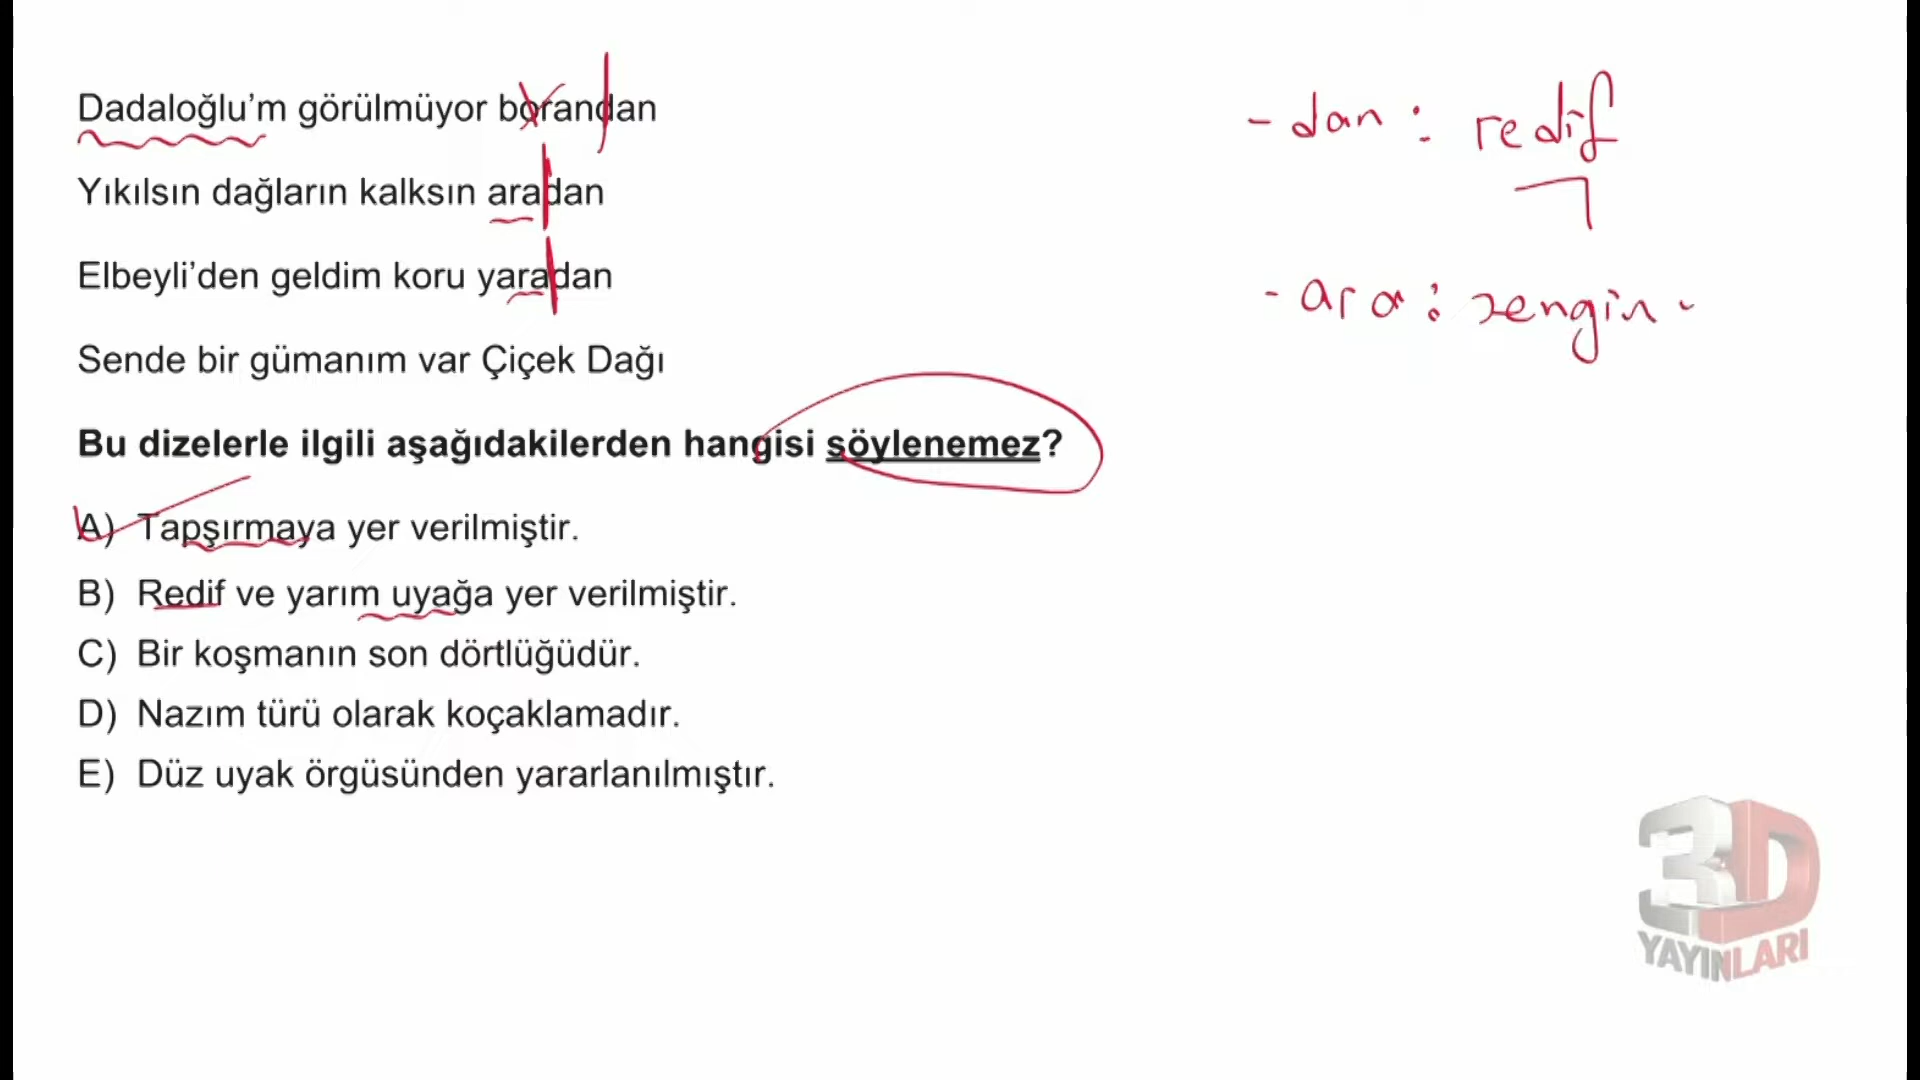 Dadaloğlu’m görülmüyor borandan
Yıkılsın dağların kalksın aradan
Elbeyli’den geldim koru yaradan
Sende bir gümanım var Çiçek Dağı
Bu dizelerle ilgili aşağıdakilerden hangisi söylenemez?
A) Tapşırmaya yer verilmiştir.
B) Redif ve yarım uyağa yer verilmiştir.
C) Bir koşmanın son dörtlüğüdür.
D) Nazım türü olarak koçaklamadır.
E) Düz uyak örgüsünden yararlanılmıştır.
- dan : redif
- ara : zengin
3D
YAYINLARI